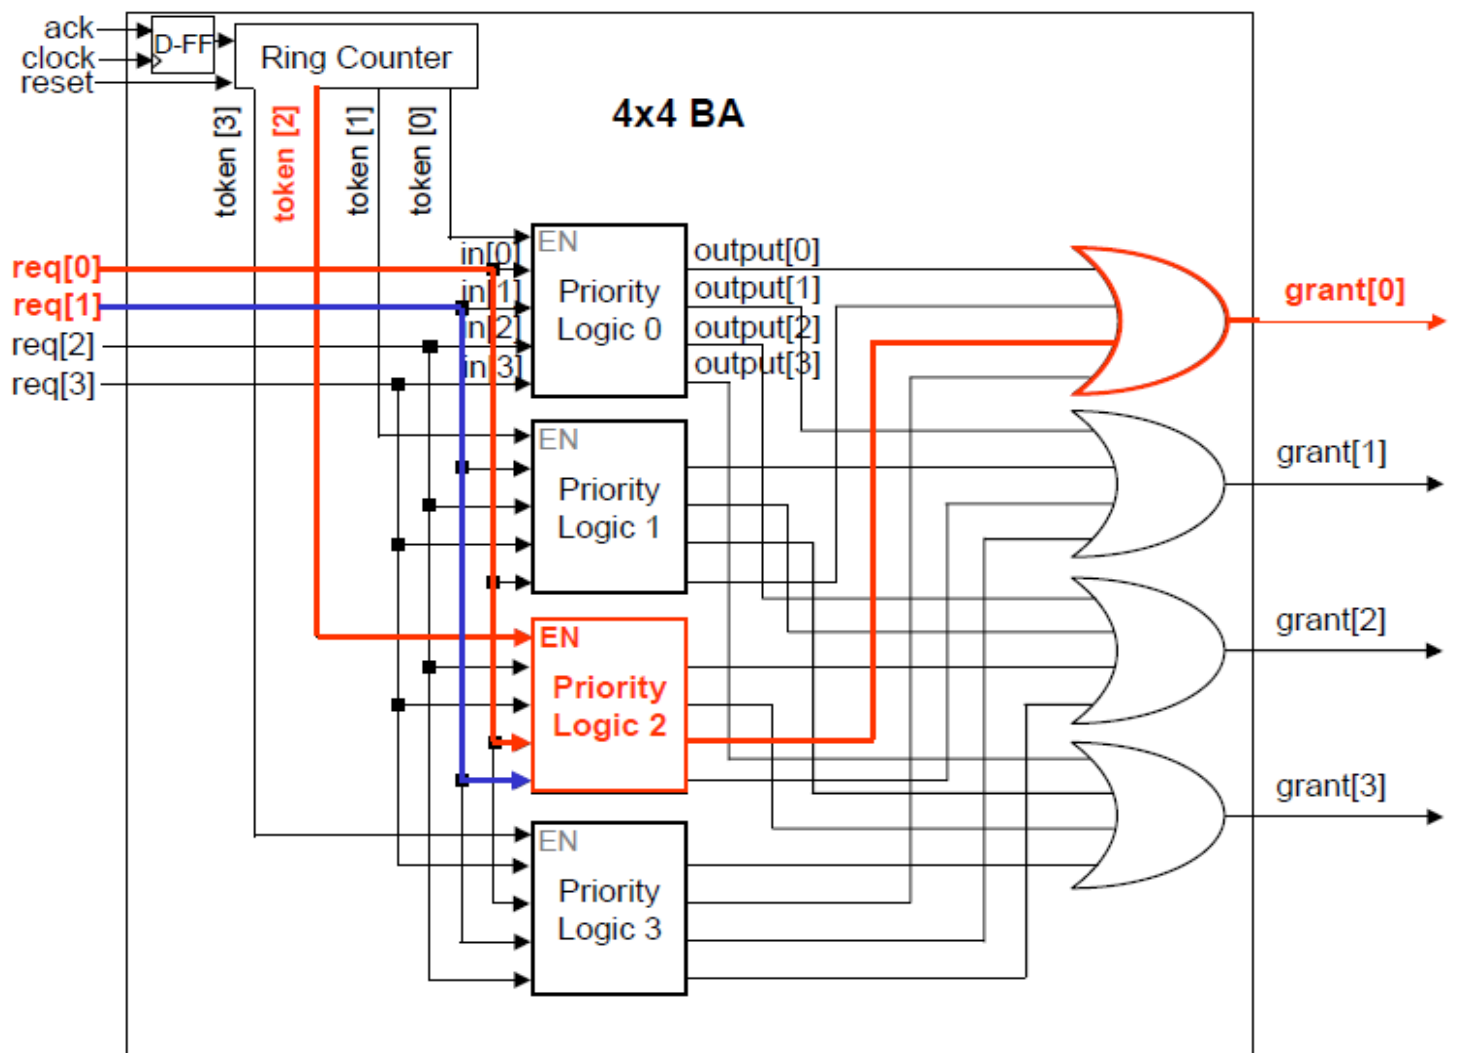 ack
clock
reset
D-FF
Ring Counter
4x4 BA
token [3]
token [2]
token [1]
token [0]
req[0]
req[1]
req[2]
req[3]
in[0]
in[1]
in[2]
in[3]
EN
Priority
Logic 0
output[0]
output[1]
output[2]
output[3]
grant[0]
EN
Priority
Logic 1
grant[1]
EN
Priority
Logic 2
grant[2]
EN
Priority
Logic 3
grant[3]